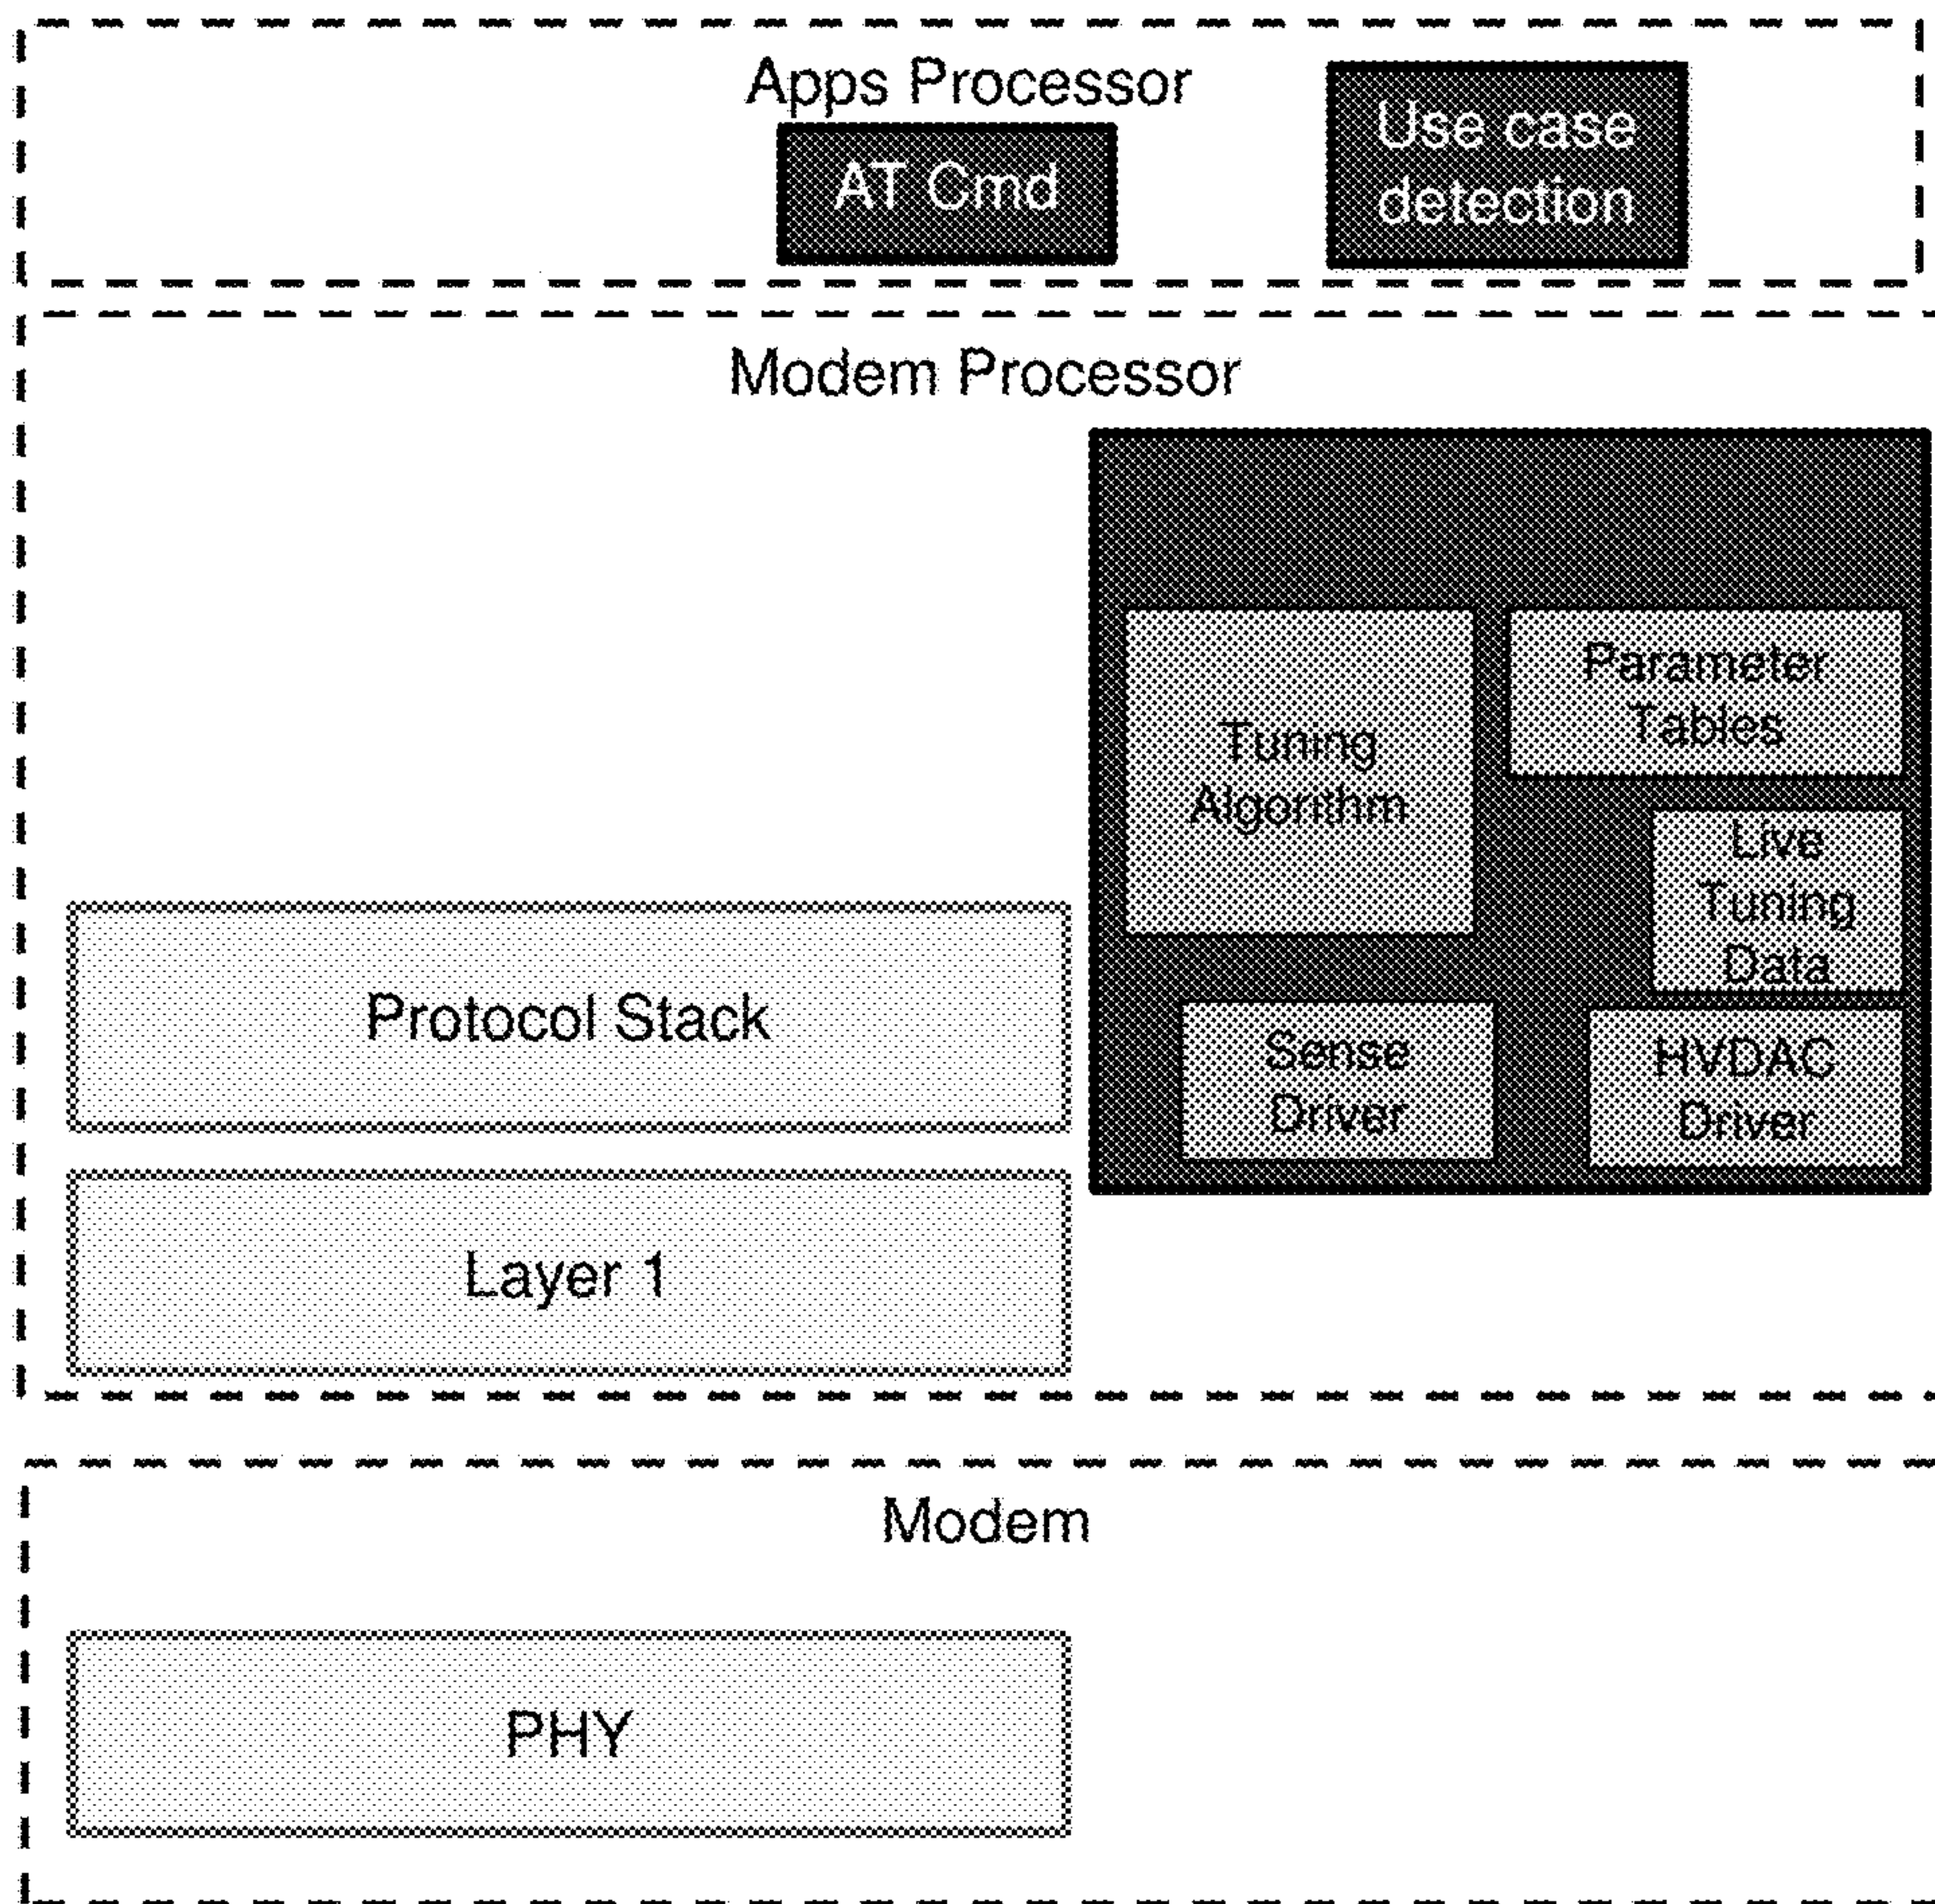 Apps Processor
AT Cmd
Use case
detection
Modem Processor
Tuning
Algorithm
Parameter
Tables
Live
Tuning
Data
Sense
Driver
HVDAC
Driver
Protocol Stack
Layer 1
Modem
PHY